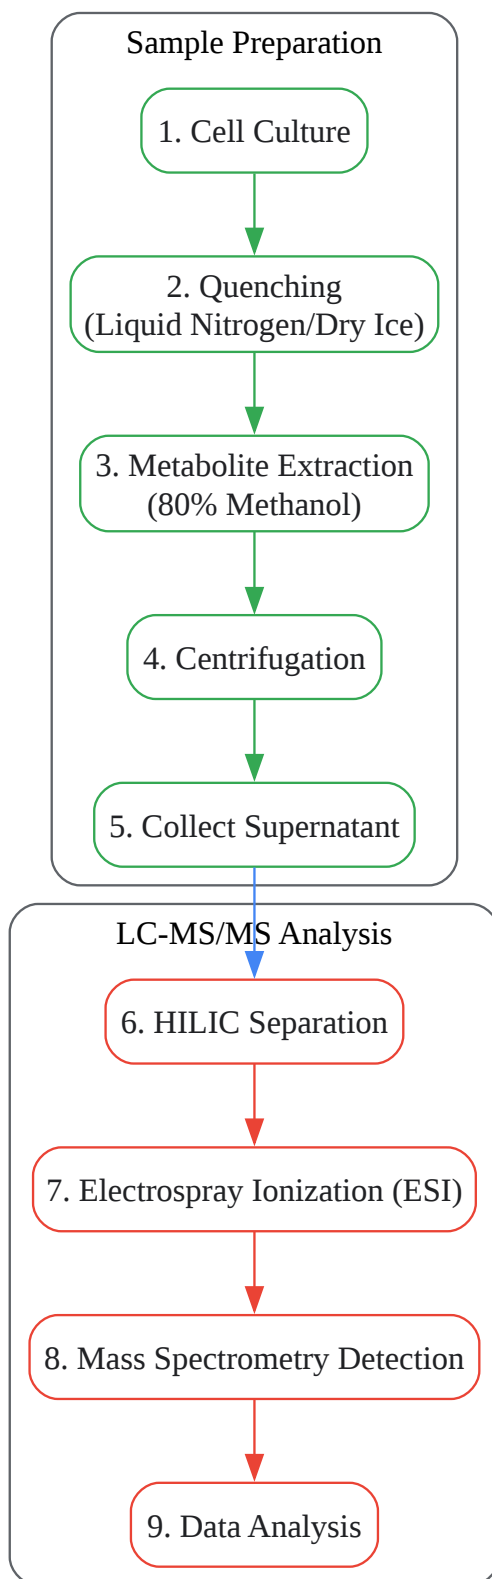 Sample Preparation
1. Cell Culture
2. Quenching
(Liquid Nitrogen/Dry Ice)
3. Metabolite Extraction
(80% Methanol)
4. Centrifugation
5. Collect Supernatant
LC-MS/MS Analysis
6. HILIC Separation
7. Electrospray Ionization (ESI)
8. Mass Spectrometry Detection
9. Data Analysis